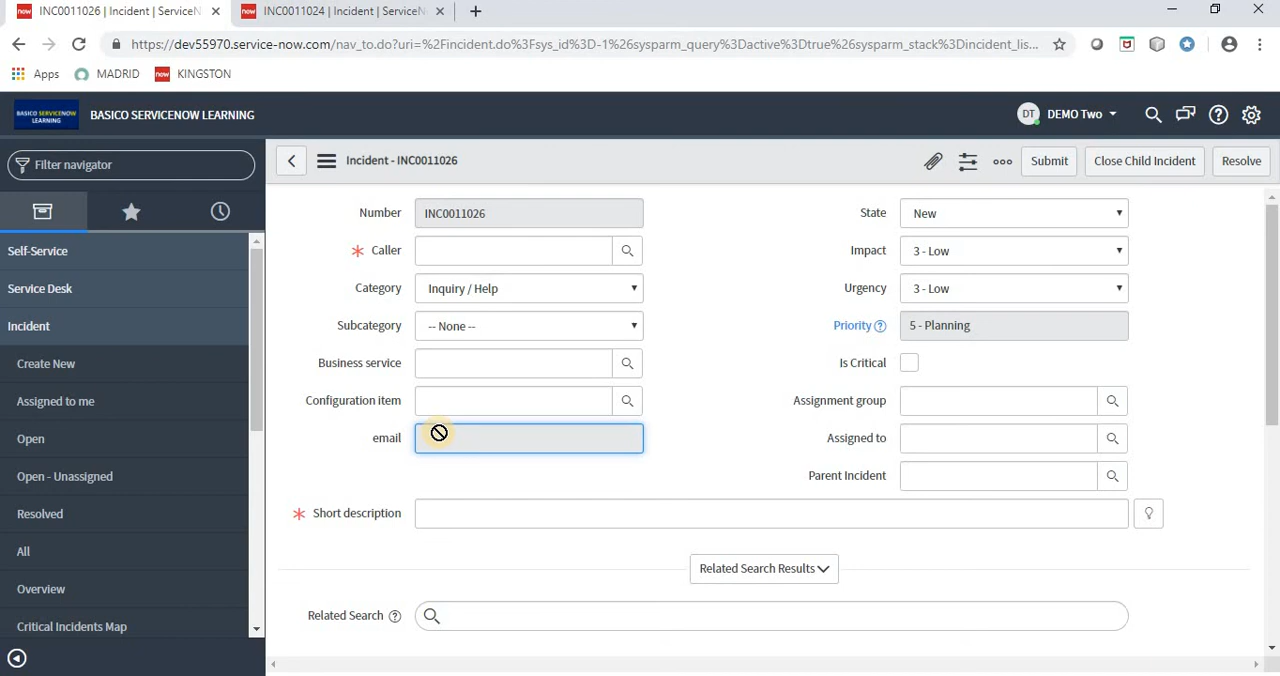 INC0011026 | Incident | ServiceN
INC0011024 | Incident | ServiceN
https://dev55970.service-now.com/nav_to.do?uri=%2Fincident.do%3Fsys_id%3D-1%26sysparm_query%3Dactive%3Dtrue%26sysparm_stack%3Dincident_lis...
Apps MADRID now KINGSTON
BASICO SERVICENOW LEARNING
BASICO SERVICENOW LEARNING
DT DEMO Two
Filter navigator
Incident - INC0011026
Submit
Close Child Incident
Resolve
Self-Service
Service Desk
Incident
Create New
Assigned to me
Open
Open - Unassigned
Resolved
All
Overview
Critical Incidents Map
Number INC0011026
Caller
Category Inquiry / Help
Subcategory -- None --
Business service
Configuration item
email
State New
Impact 3 - Low
Urgency 3 - Low
Priority 5 - Planning
Is Critical
Assignment group
Assigned to
Parent Incident
Short description
Related Search Results
Related Search